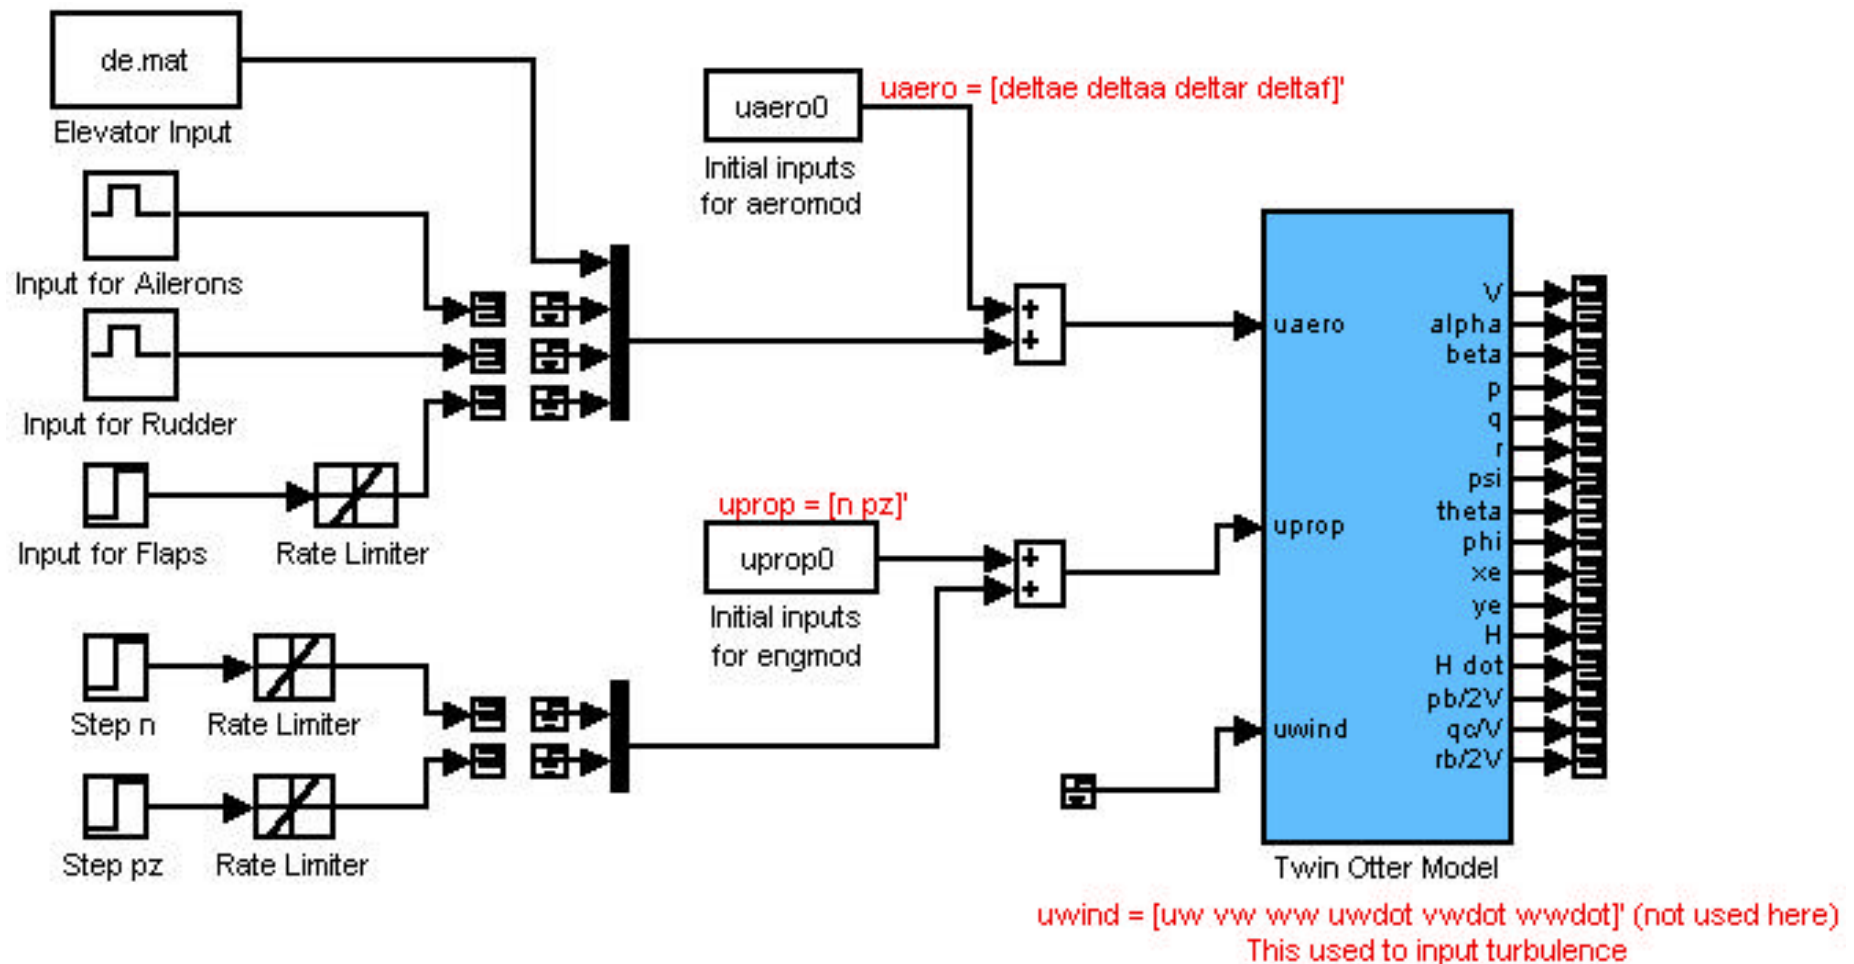 de.mat
Elevator Input
Input for Ailerons
Input for Rudder
Input for Flaps
Rate Limiter
Step n
Rate Limiter
Step pz
Rate Limiter
uaero0
Initial inputs
for aeromod
uaero = [deltae deltaa deltar deltaf]'
+
+
uprop = [n pz]'
uprop0
Initial inputs
for engmod
+
+
uaero
uprop
uwind
V
alpha
beta
p
q
r
psi
theta
phi
xe
ye
H
H dot
pb/2V
qc/V
rb/2V
Twin Otter Model
uwind = [uw vw ww uwdot vwdot wwdot]' (not used here)
This used to input turbulence